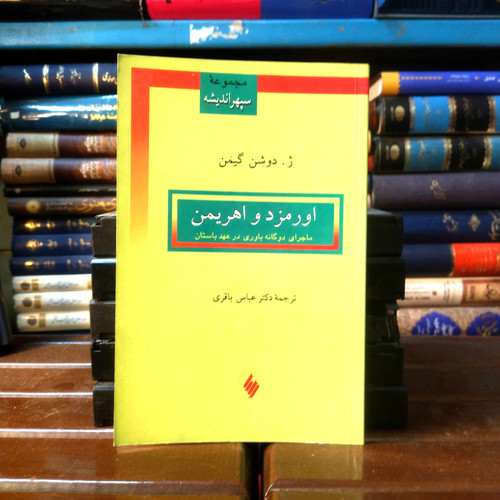 مجموعهٔ
سپهر اندیشه
ژ. دوشن گیمن
اورمزد و اهریمن
ماجرای دوگانه باوری در عهد باستان
ترجمهٔ دکتر عباس باقری